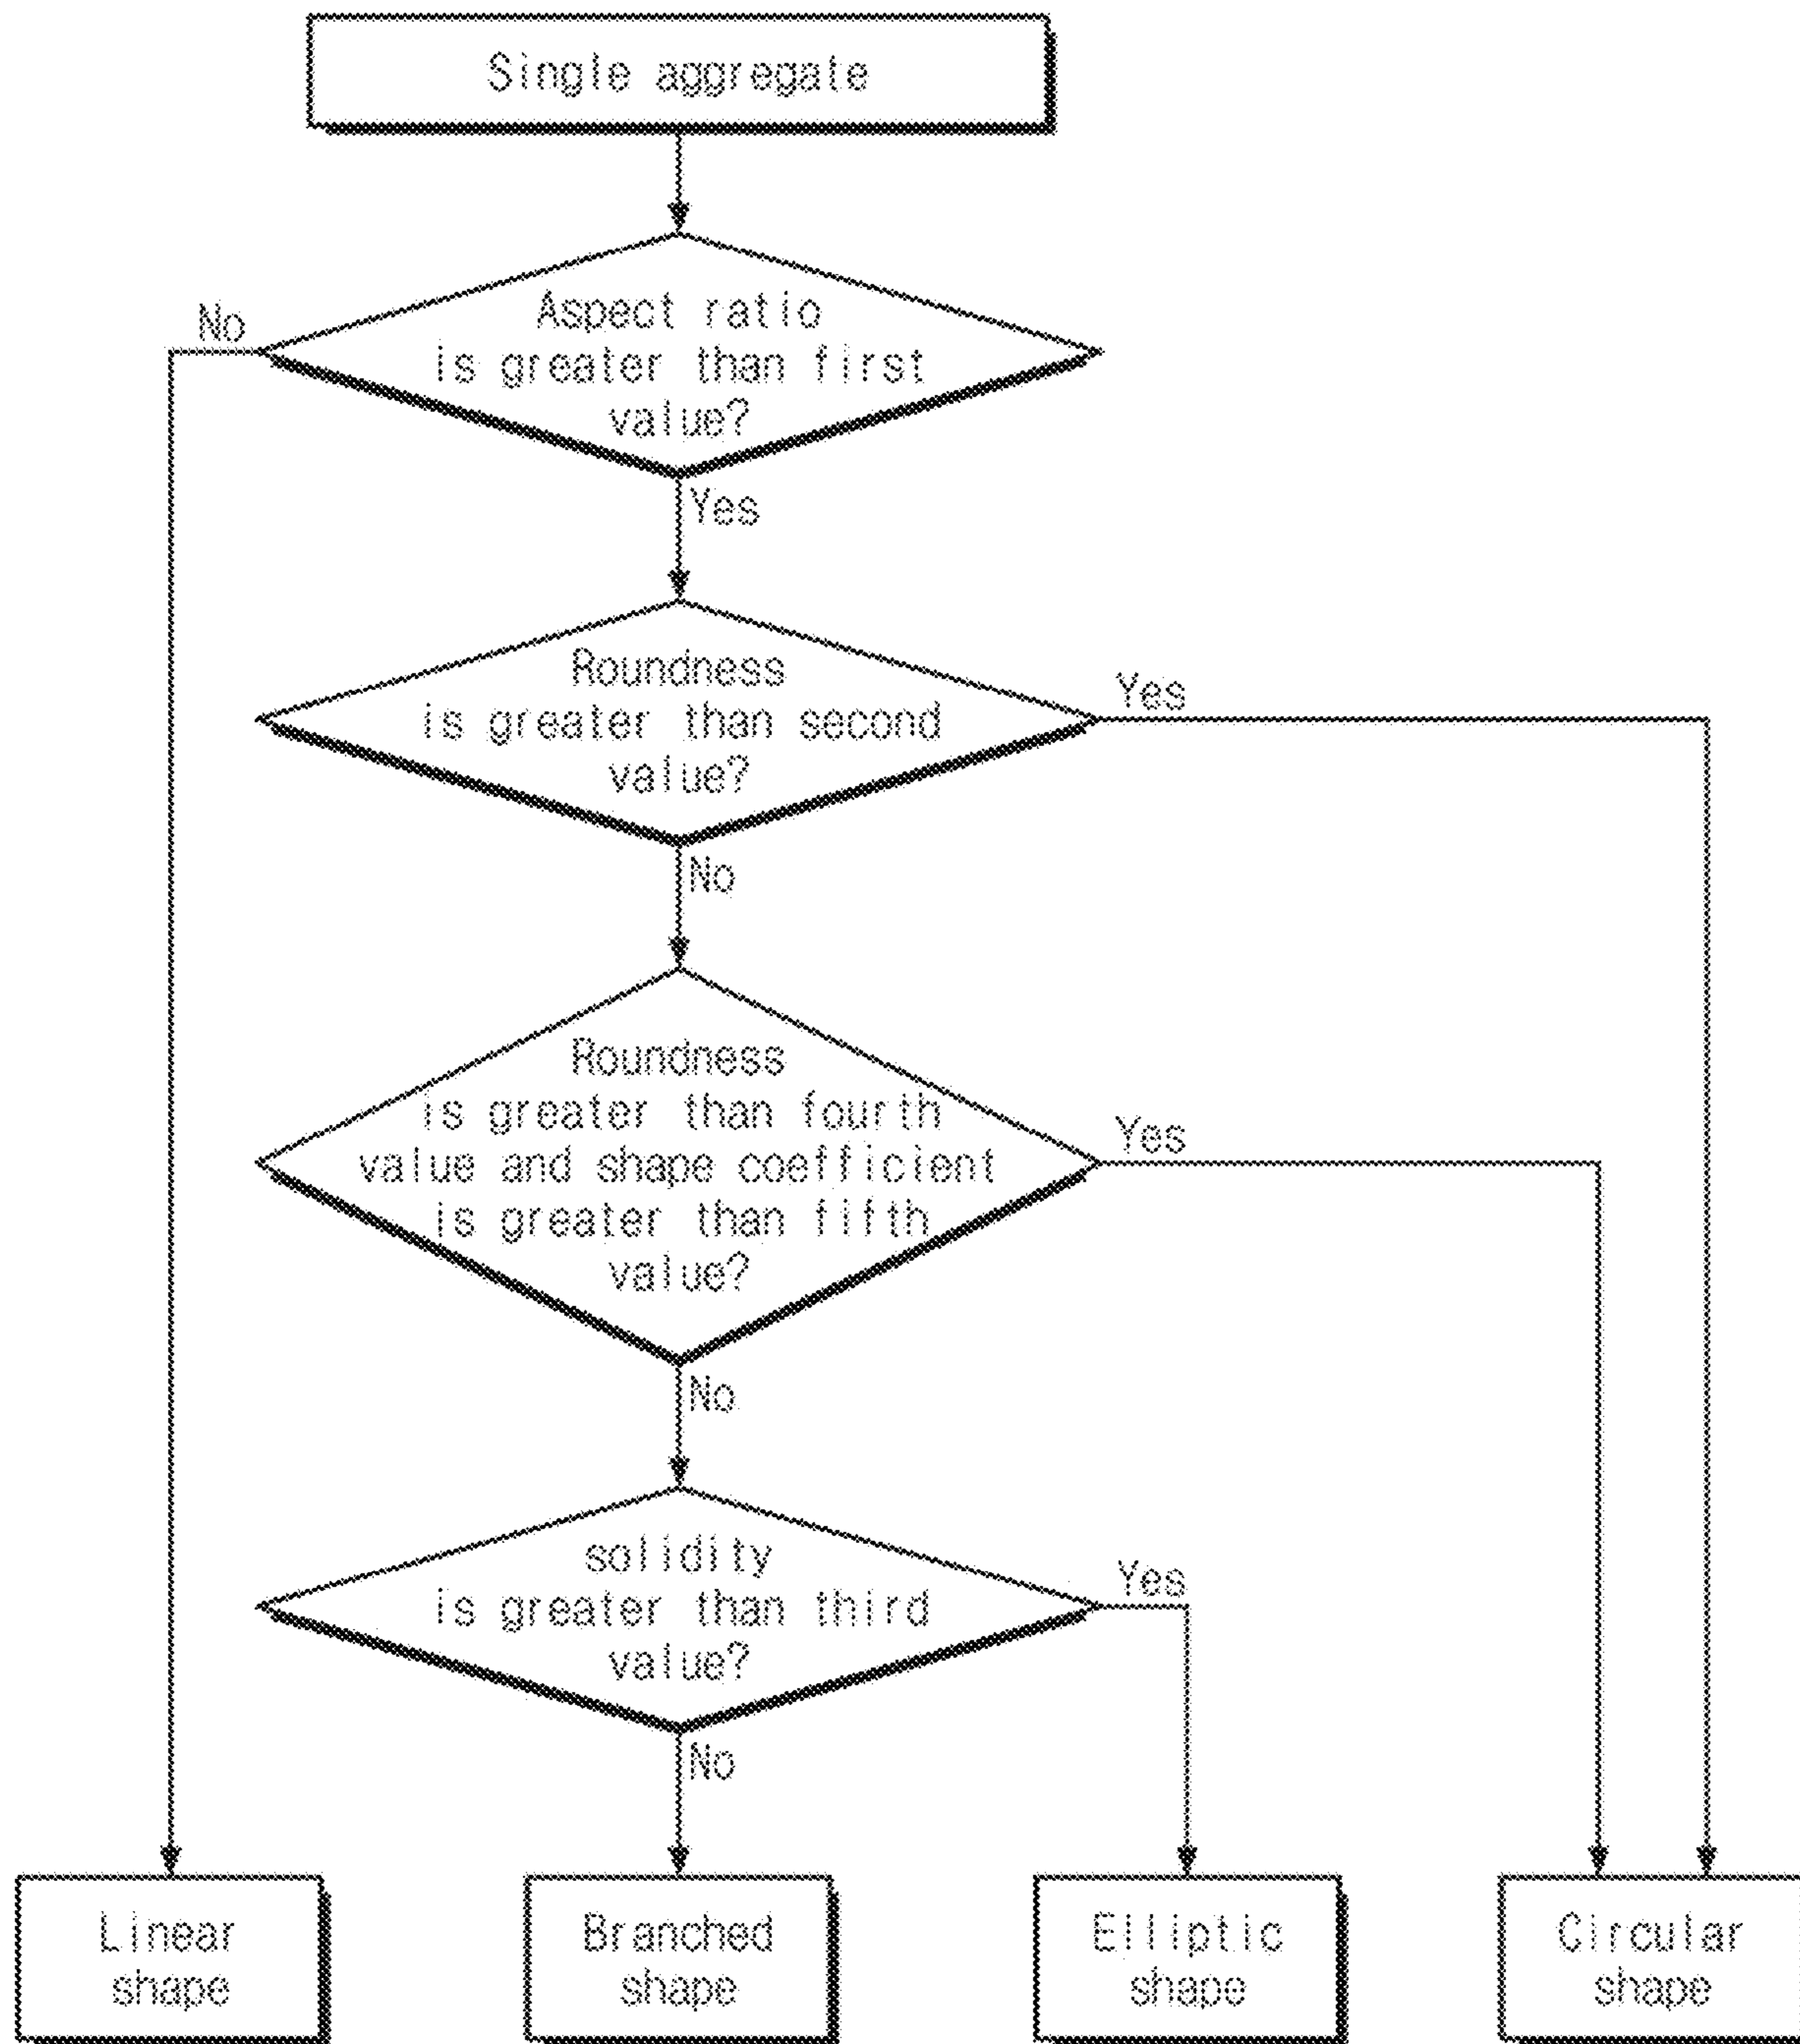 Single aggregate
No
Aspect ratio
is greater than first
value?
Yes
Roundness
is greater than second
value?
Yes
No
Roundness
is greater than fourth
value and shape coefficient
is greater than fifth
value?
Yes
No
solidity
is greater than third
value?
Yes
No
Linear
shape
Branched
shape
Elliptic
shape
Circular
shape